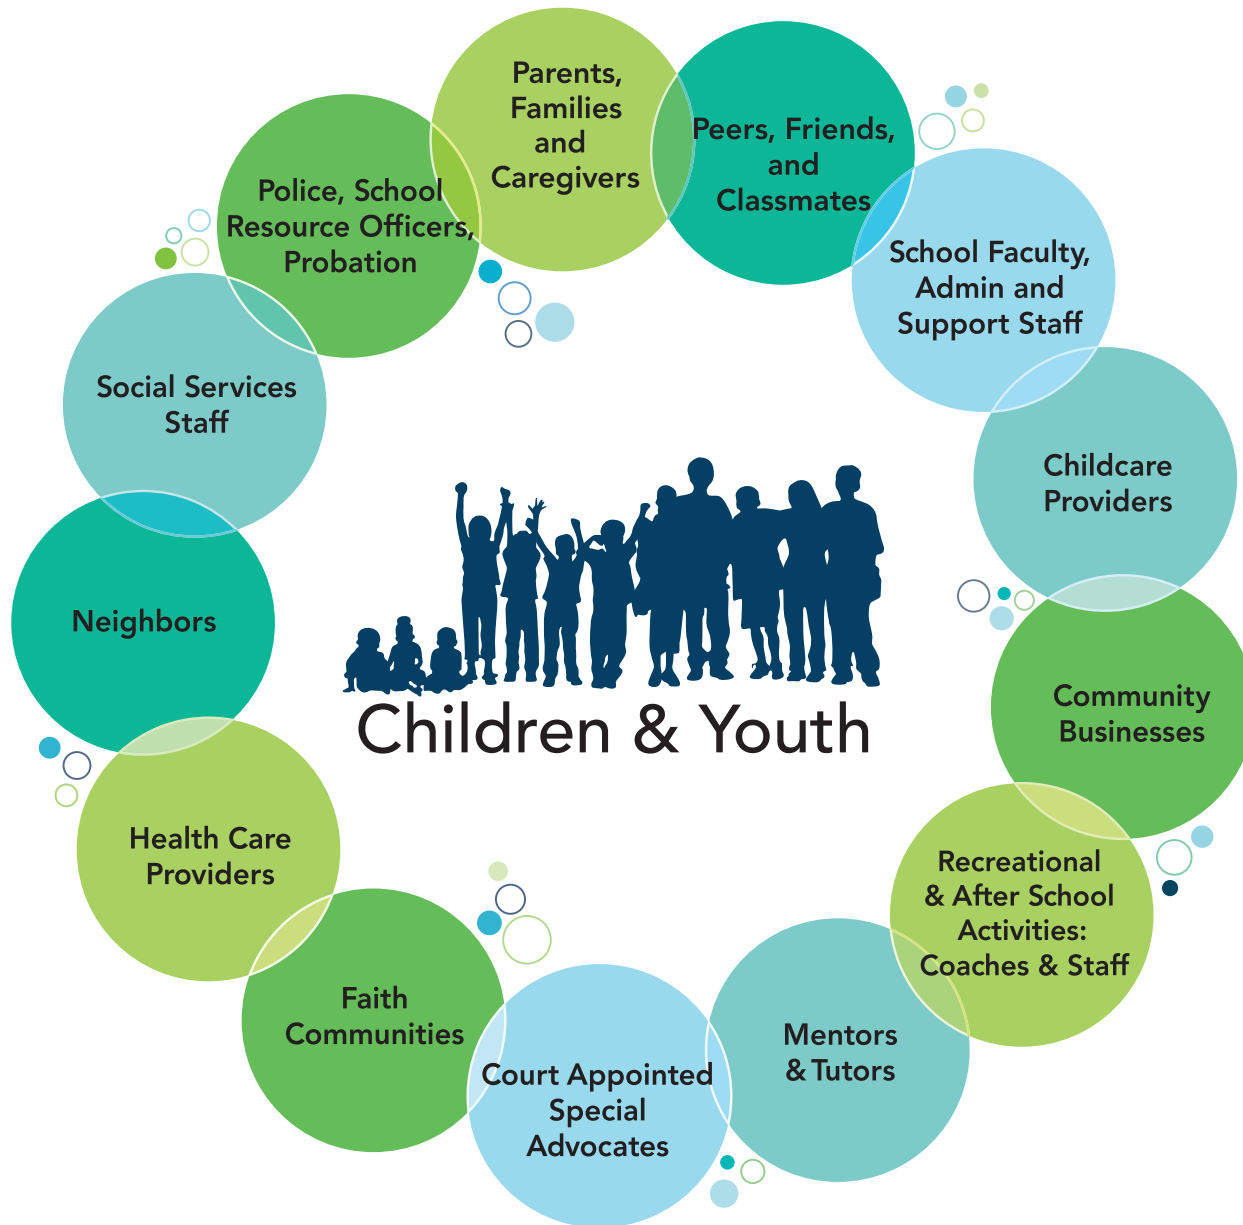 Parents,
Families
and
Caregivers
Peers, Friends,
and
Classmates
School Faculty,
Admin and
Support Staff
Childcare
Providers
Community
Businesses
Recreational
& After School
Activities:
Coaches & Staff
Mentors
& Tutors
Court Appointed
Special
Advocates
Faith
Communities
Health Care
Providers
Neighbors
Social Services
Staff
Police, School
Resource Officers,
Probation
Children & Youth